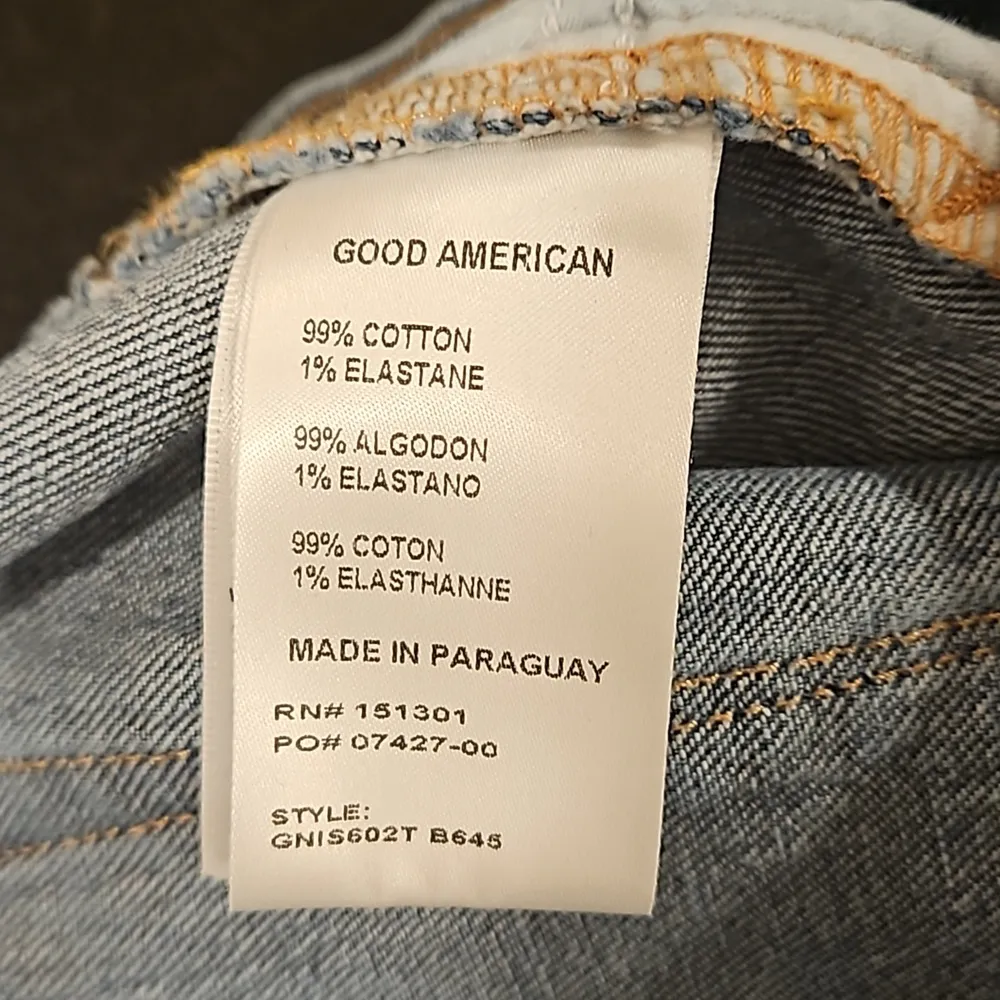 GOOD AMERICAN
99% COTTON
1% ELASTANE
99% ALGODON
1% ELASTANO
99% COTON
1% ELASTHANNE
MADE IN PARAGUAY
RN# 151301
PO# 07427-00
STYLE:
GNIS602T B645